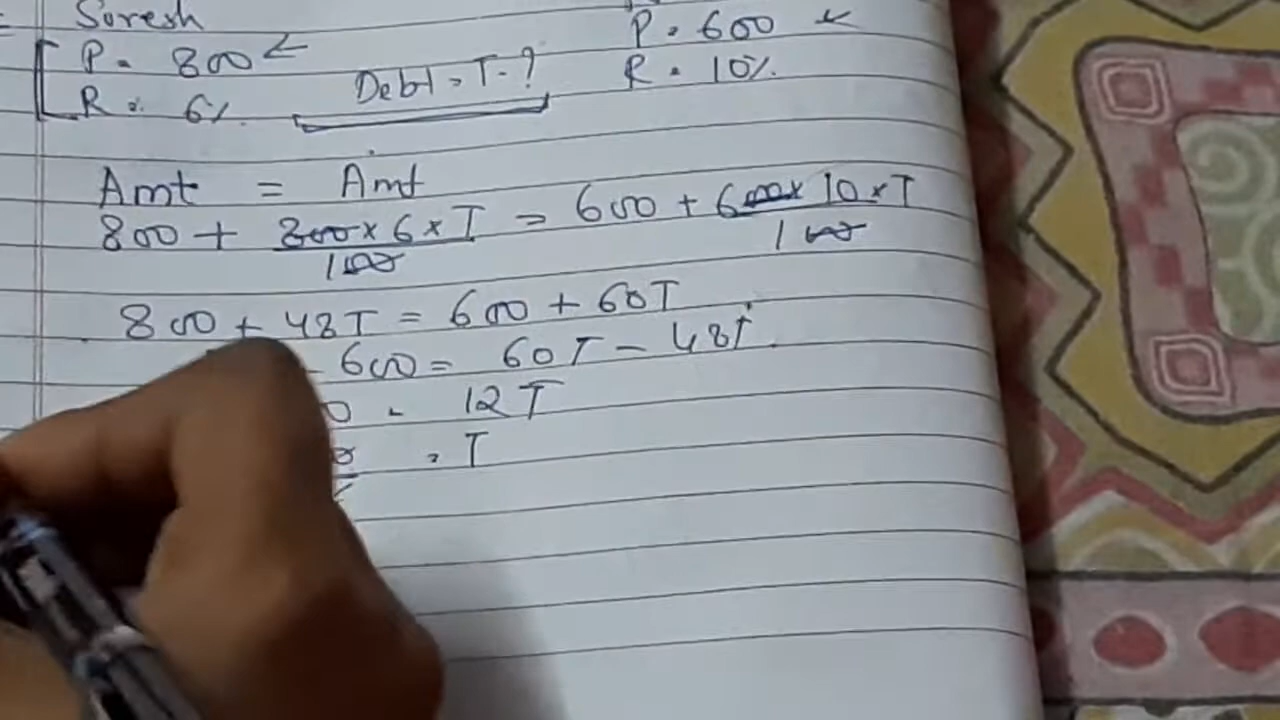 Suresh
P = 800
R = 6%
Debt = T = ?
P = 600
R = 10%
Amt = Amt
800 + 800 x 6 x T / 100 = 600 + 600 x 10 x T / 100
800 + 48T = 600 + 60T
- 600 = 60T - 48T
0 = 12T
= T